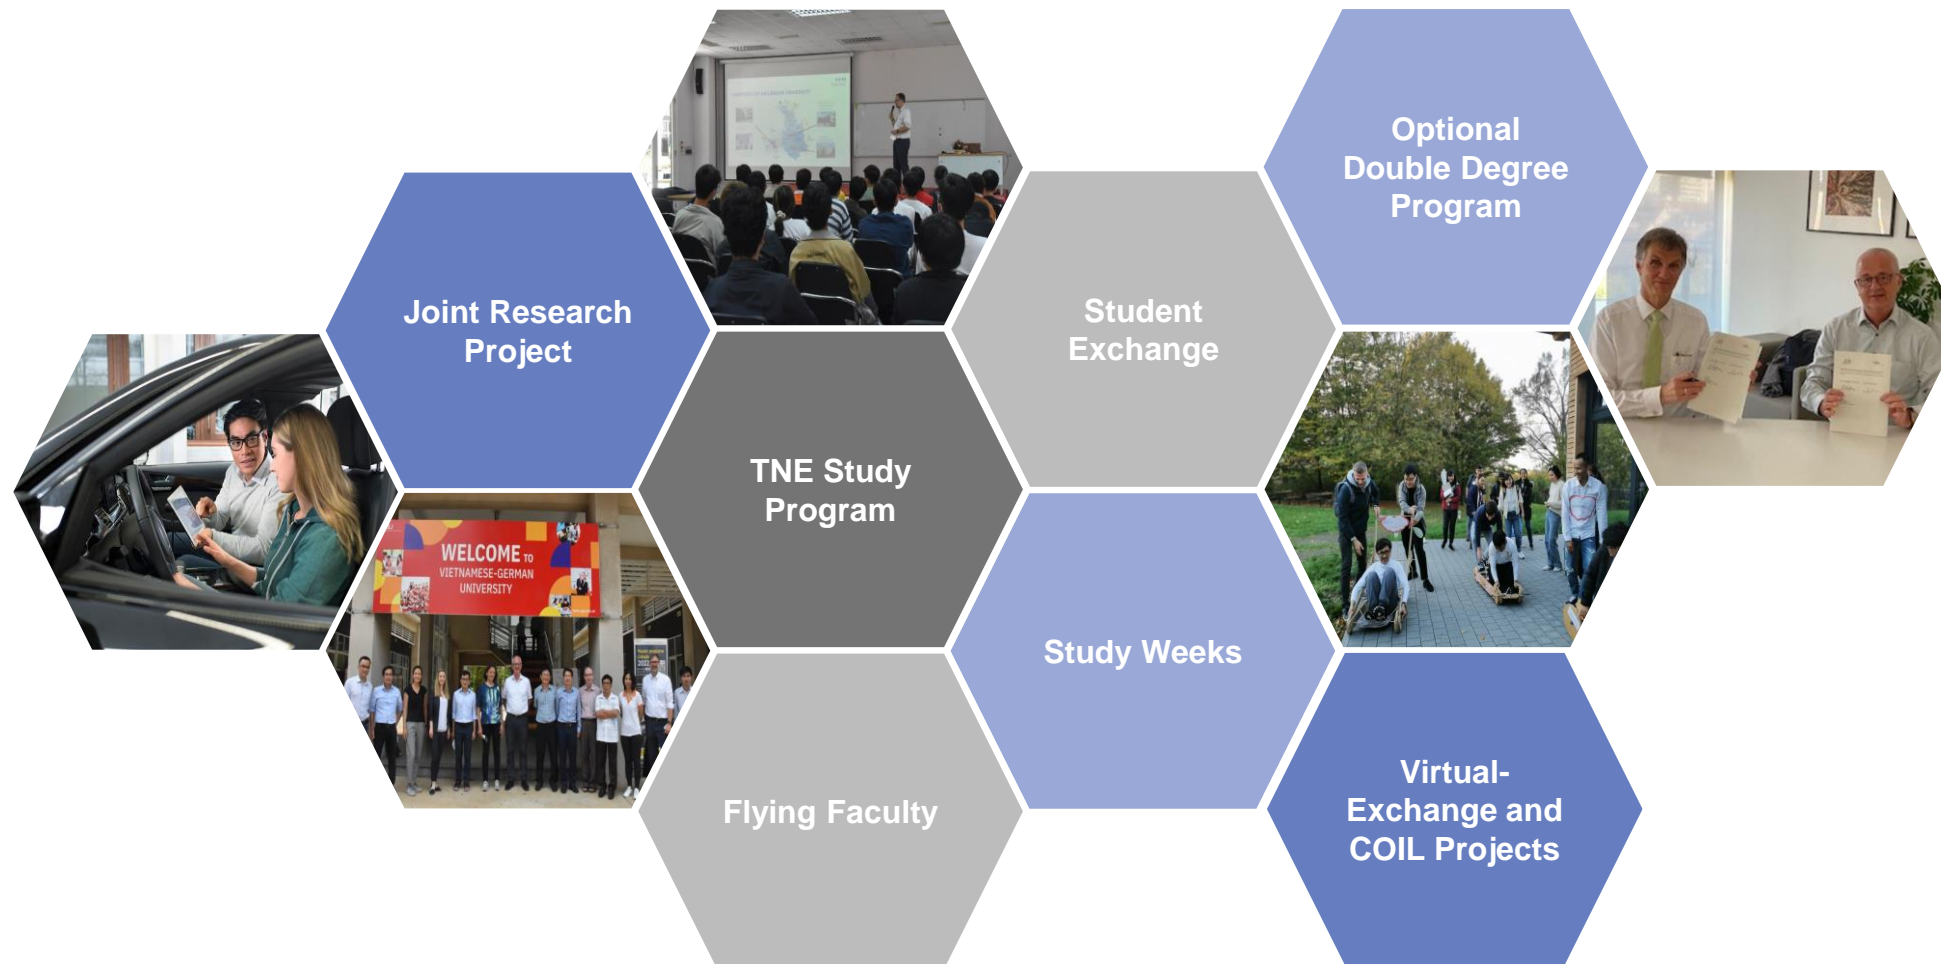 Optional
Double Degree
Program
Joint Research
Project
Student
Exchange
TNE Study
Program
WELCOME TO
VIETNAMESE-GERMAN
UNIVERSITY
Study Weeks
Flying Faculty
Virtual-
Exchange and
COIL Projects